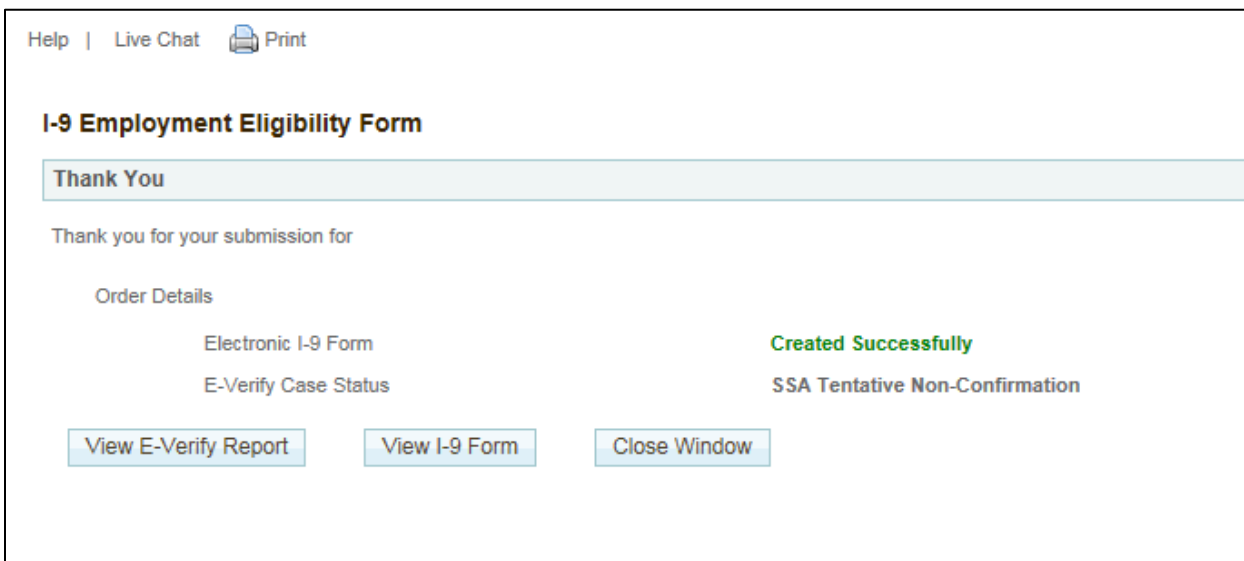 Help | Live Chat Print
I-9 Employment Eligibility Form
Thank You
Thank you for your submission for
Order Details
Electronic I-9 Form Created Successfully
E-Verify Case Status SSA Tentative Non-Confirmation
View E-Verify Report View I-9 Form Close Window